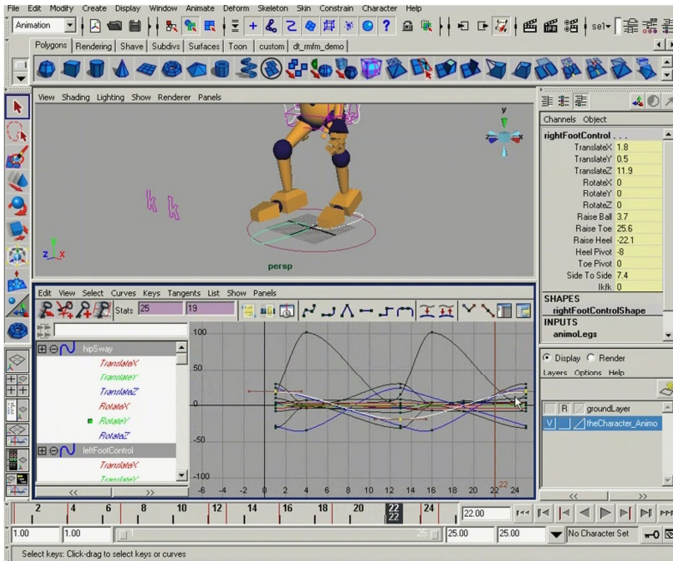 File Edit Modify Create Display Window Animate Deform Skeleton Skin Constrain Character Help
Animation sel-
Polygons Rendering Shave Subdivs Surfaces Toon custom dt_rmfm_demo
View Shading Lighting Show Renderer Panels
y
z x
persp
Channels Object
rightFootControl . . .
TranslateX 1.8
TranslateY 0.5
TranslateZ 11.9
RotateX 0
RotateY 0
RotateZ 0
Raise Ball 3.7
Raise Toe 25.6
Raise Heel -22.1
Heel Pivot -8
Toe Pivot 0
Side To Side 7.4
Ikfk 0
SHAPES
rightFootControlShape
INPUTS
animoLegs
Display Render
Layers Options Help
R groundLayer
V theCharacter_Animo
<< >>
Edit View Select Curves Keys Tangents List Show Panels
Stats 25 19
hipSway
TranslateX
TranslateY
TranslateZ
RotateX
RotateY
RotateZ
leftFootControl
TranslateX
TranslateY
<< >>
100
50
0
-50
-100
-6 -4 -2 0 2 4 6 8 10 12 14 16 18 20 22 24
22
2 4 6 8 10 12 14 16 18 20 22 24
22
22.00
1.00 1.00 25 25.00 25.00 No Character Set
Select keys: Click-drag to select keys or curves